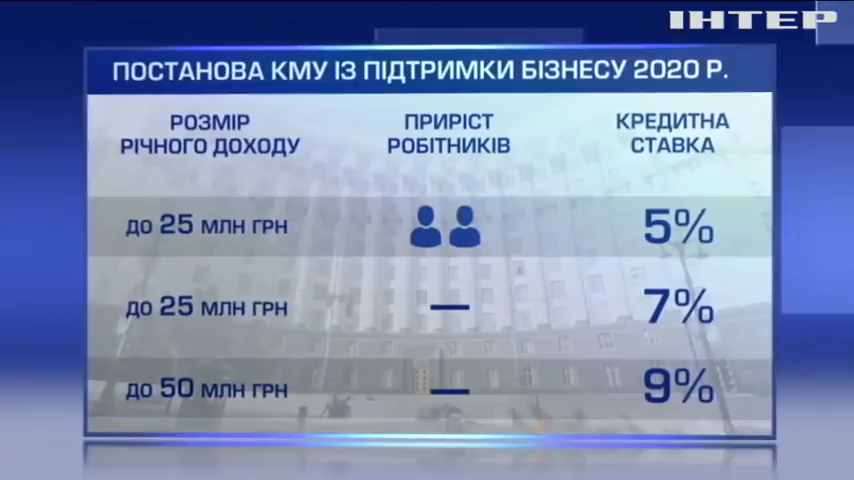 ІНТЕР
ПОСТАНОВА КМУ ІЗ ПІДТРИМКИ БІЗНЕСУ 2020 Р.
РОЗМІР РІЧНОГО ДОХОДУ ПРИРІСТ РОБІТНИКІВ КРЕДИТНА СТАВКА
ДО 25 МЛН ГРН 5%
ДО 25 МЛН ГРН — 7%
ДО 50 МЛН ГРН — 9%